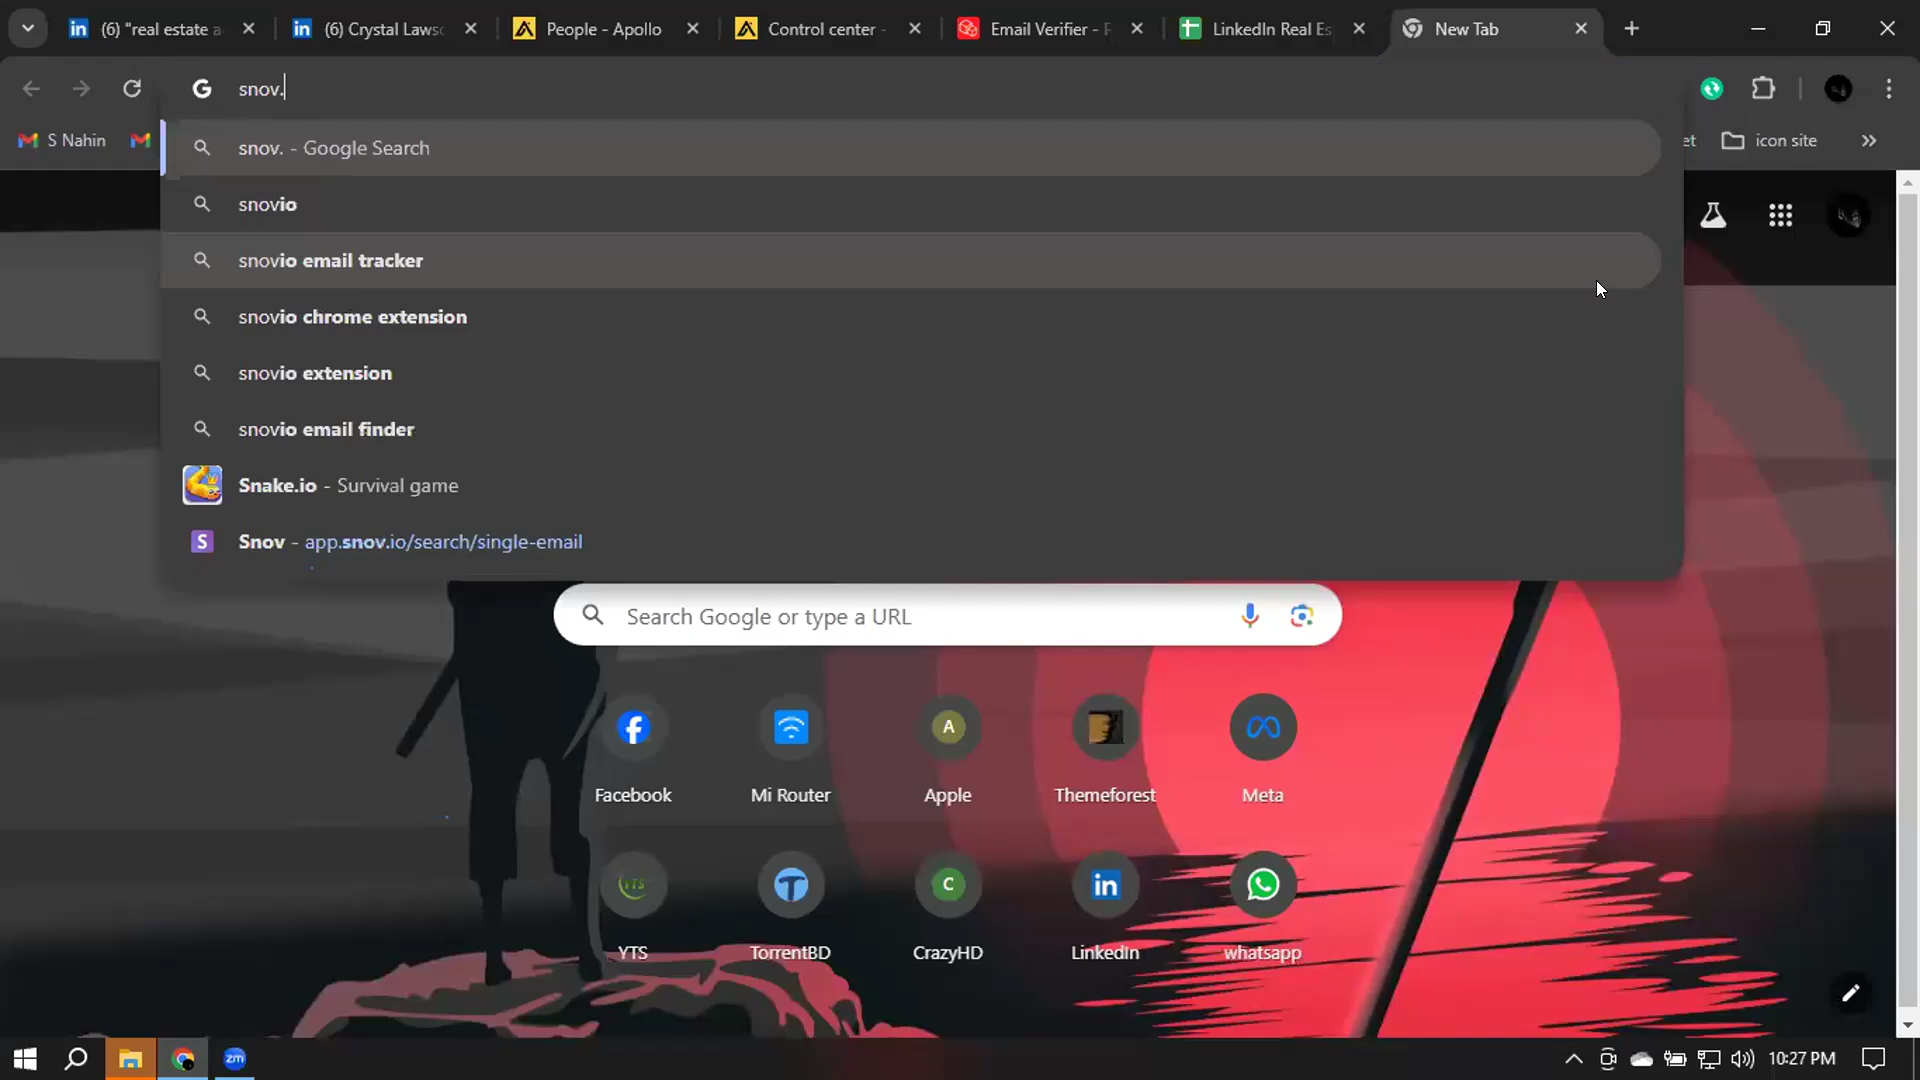 (6) "real estate a
(6) Crystal Lawso
People - Apollo
Control center -
Email Verifier - F
LinkedIn Real Es
New Tab
snov.
S Nahin
et
icon site
snov. - Google Search
snovio
snovio email tracker
snovio chrome extension
snovio extension
snovio email finder
Snake.io - Survival game
Snov - app.snov.io/search/single-email
Search Google or type a URL
Facebook
Mi Router
Apple
Themeforest
Meta
YTS
TorrentBD
CrazyHD
LinkedIn
whatsapp
zm
10:27 PM